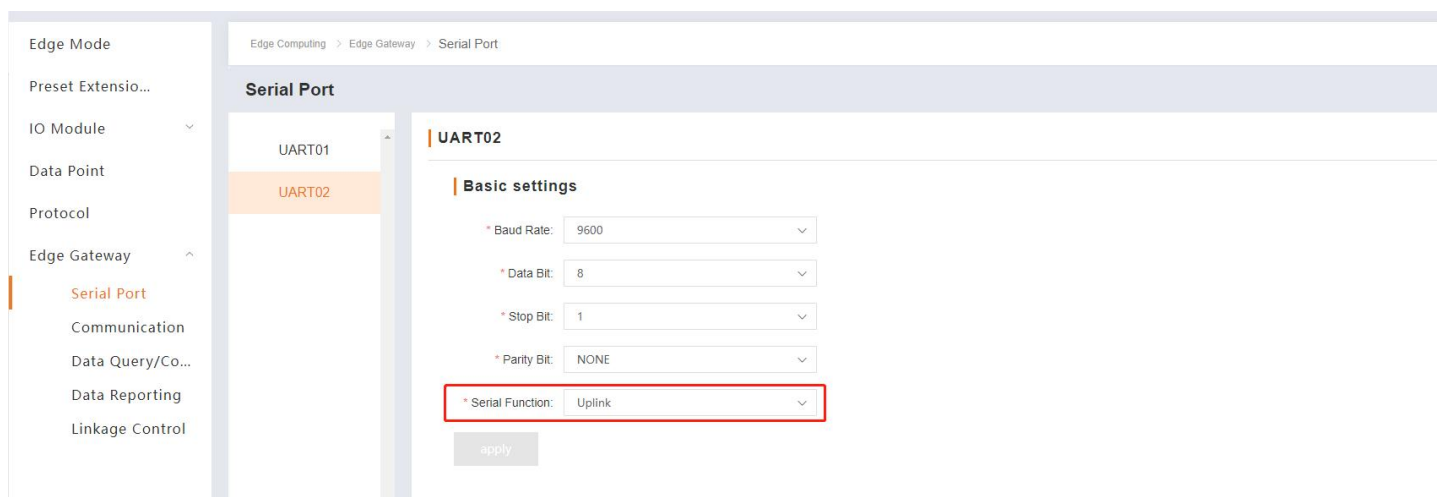 Edge Mode
Preset Extensio...
IO Module
Data Point
Protocol
Edge Gateway
Serial Port
Communication
Data Query/Co...
Data Reporting
Linkage Control
Edge Computing > Edge Gateway > Serial Port
Serial Port
UART01
UART02
UART02
Basic settings
* Baud Rate: 9600
* Data Bit: 8
* Stop Bit: 1
* Parity Bit: NONE
* Serial Function: Uplink
apply